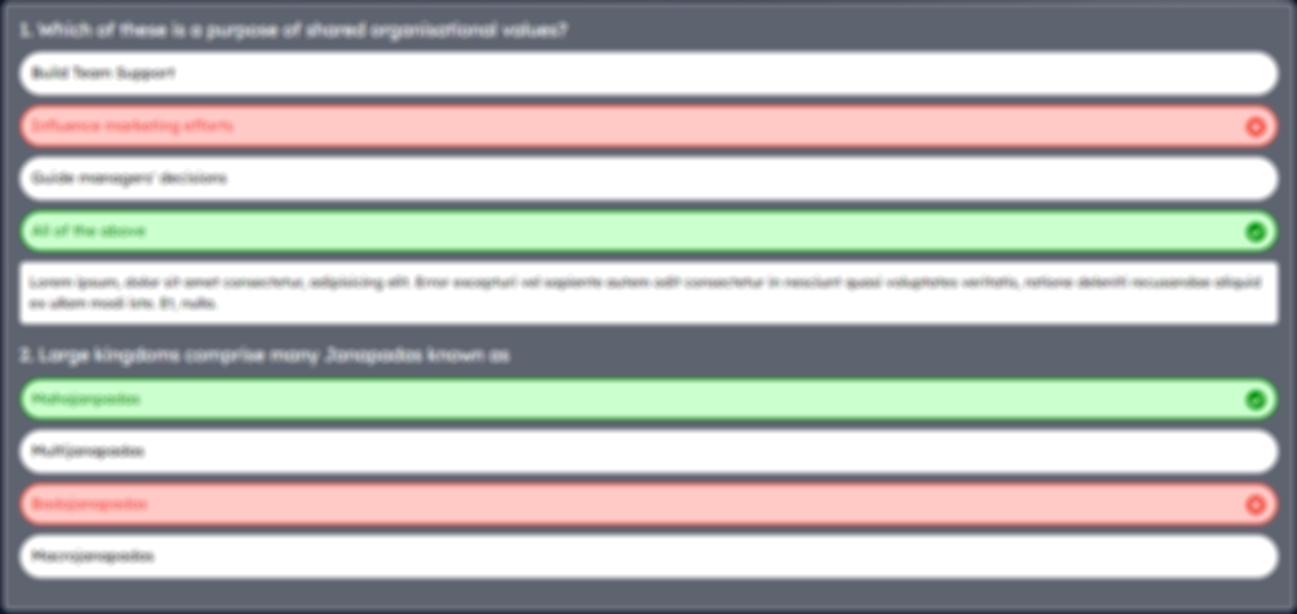 1. Which of these is a purpose of shared organisational values?
Build Team Support
Influence marketing efforts
Guide managers' decisions
All of the above
Lorem ipsum, dolor sit amet consectetur, adipisicing elit. Error excepturi vel sapiente autem odit consectetur in nesciunt quasi voluptates veritatis, ratione deleniti recusandae aliquid
ex ullam modi iste. Et, nulla.
2. Large kingdoms comprise many Janapadas known as
Mahajanpadas
Multijanapadas
Badajanapadas
Macrojanapadas